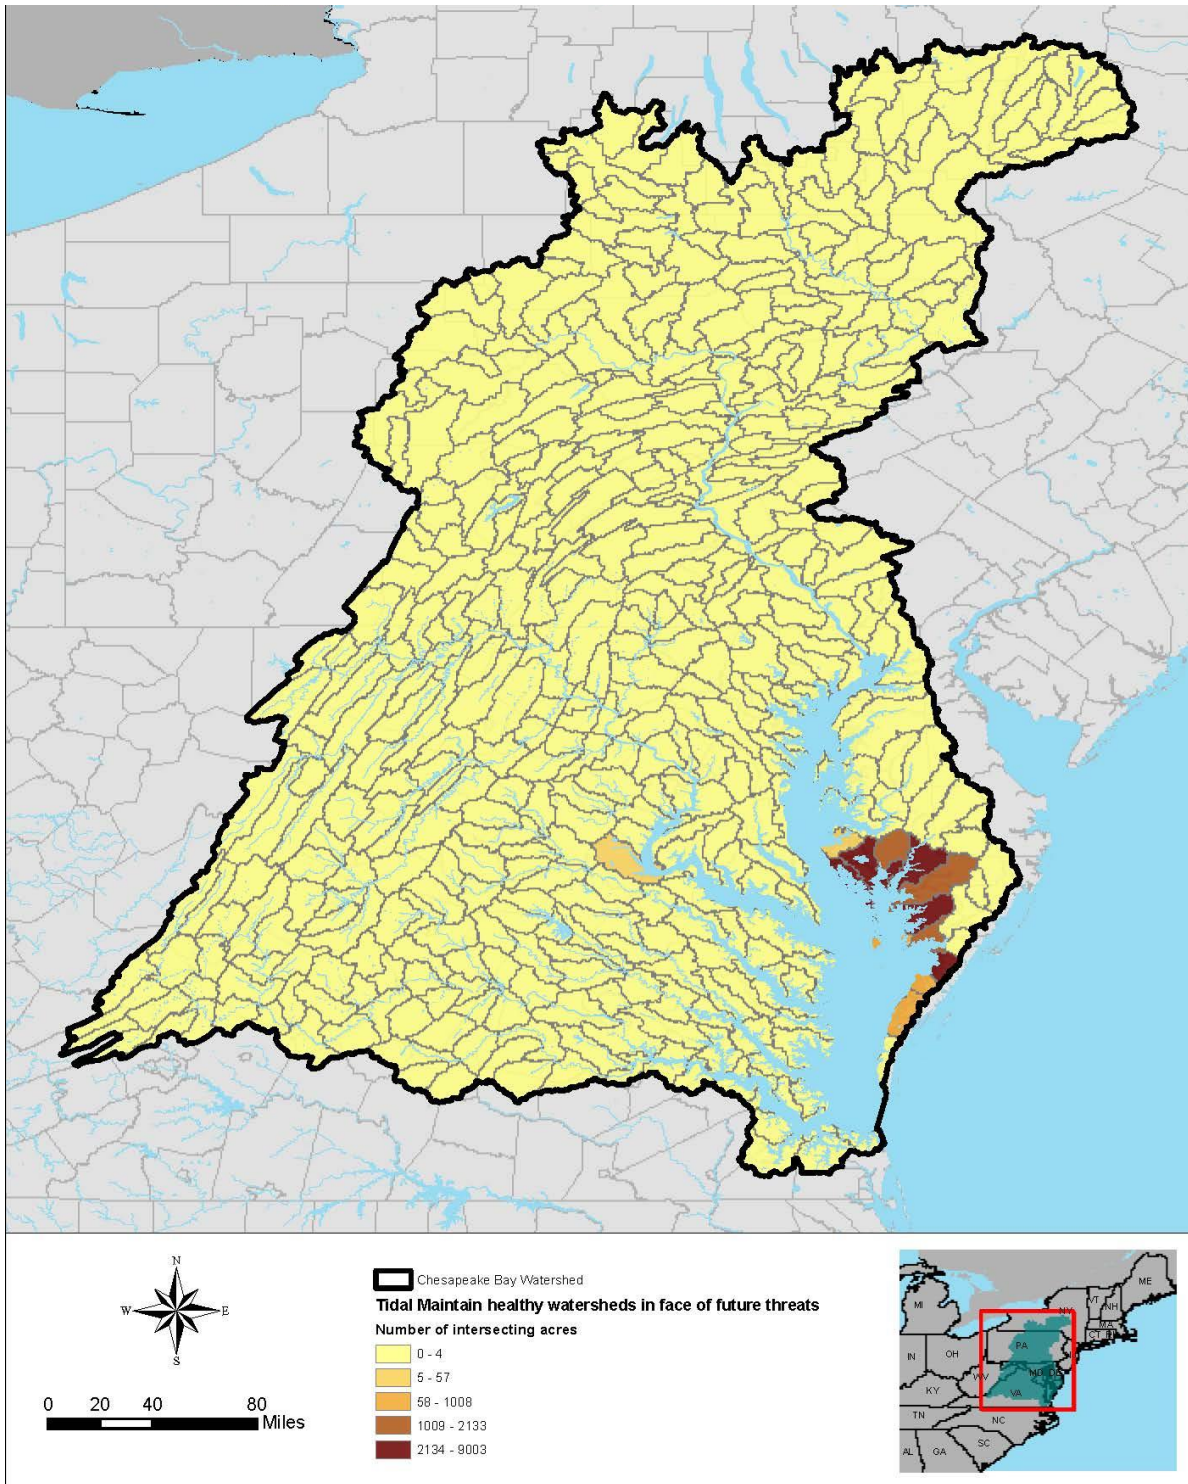 N
W E
S
0 20 40 80
Miles
Chesapeake Bay Watershed
Tidal Maintain healthy watersheds in face of future threats
Number of intersecting acres
0 - 4
5 - 57
58 - 1008
1009 - 2133
2134 - 9003
ME
MI
VT
NH
NY
MA
CT
PA
OH
IN
WV
MD
VA
KY
NC
TN
SC
AL
GA